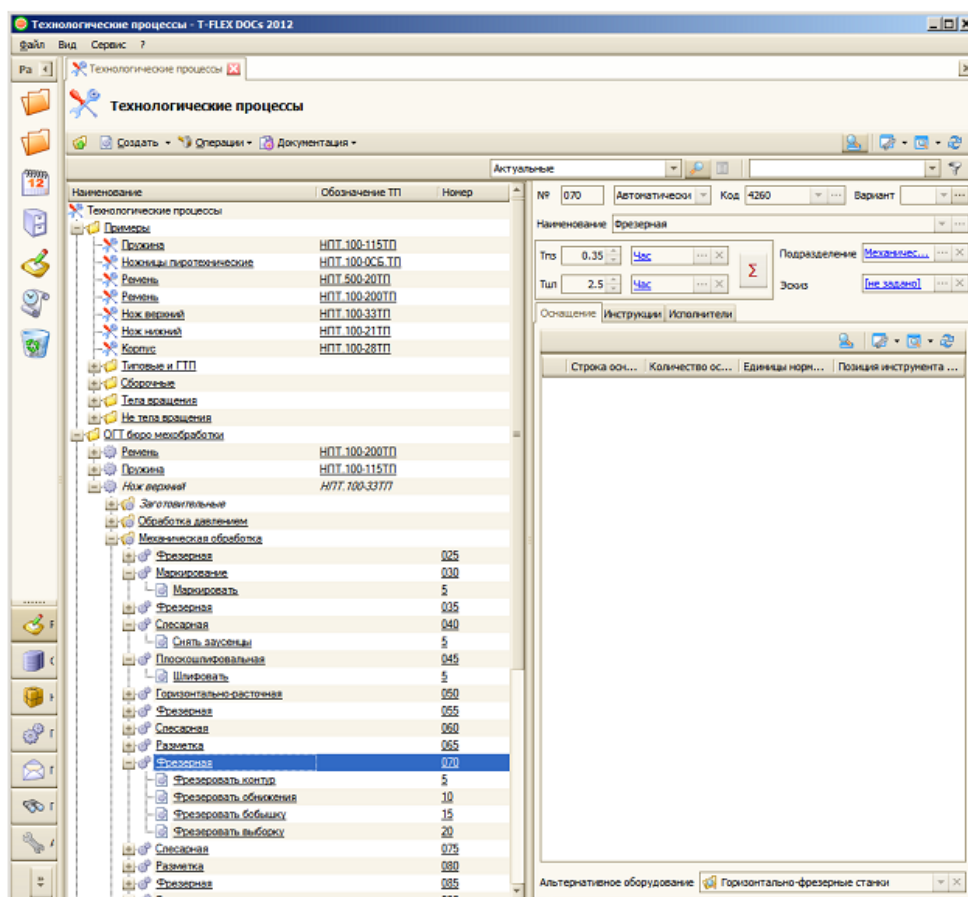 Технологические процессы - T-FLEX DOCs 2012
Файл Вид Сервис ?
Ра
Технологические процессы
Технологические процессы
Создать Операции Документация
Актуальные
Наименование Обозначение ТП Номер
Технологические процессы
Примеры
Пружина НПТ.100-115ТП
Ножницы пиротехнические НПТ.100-0СБ.ТП
Ремень НПТ.500-20ТП
Ремень НПТ.100-200ТП
Нож верхний НПТ.100-33ТП
Нож нижний НПТ.100-21ТП
Корпус НПТ.100-28ТП
Типовые и ГТП
Сборочные
Тела вращения
Не тела вращения
ОГТ бюро мехобработки
Ремень НПТ.100-200ТП
Пружина НПТ.100-115ТП
Нож верхний НПТ.100-33ТП
Заготовительные
Обработка давлением
Механическая обработка
Фрезерная 025
Маркирование 030
Маркировать 5
Фрезерная 035
Слесарная 040
Снять заусенцы 5
Плоскошлифовальная 045
Шлифовать 5
Горизонтально-расточная 050
Фрезерная 055
Слесарная 060
Разметка 065
Фрезерная 070
Фрезеровать контур 5
Фрезеровать обнижения 10
Фрезеровать бобышку 15
Фрезеровать выборку 20
Слесарная 075
Разметка 080
Фрезерная 085
№ 070 Автоматически Код 4260 Вариант
Наименование Фрезерная
Тпз 0.35 Час Σ Подразделение Механичес...
Тшл 2.5 Час Эскиз [не задано]
Оснащение Инструкции Исполнители
Строка осн... Количество ос... Единицы норм... Позиция инструмента ...
Альтернативное оборудование Горизонтально-фрезерные станки
12